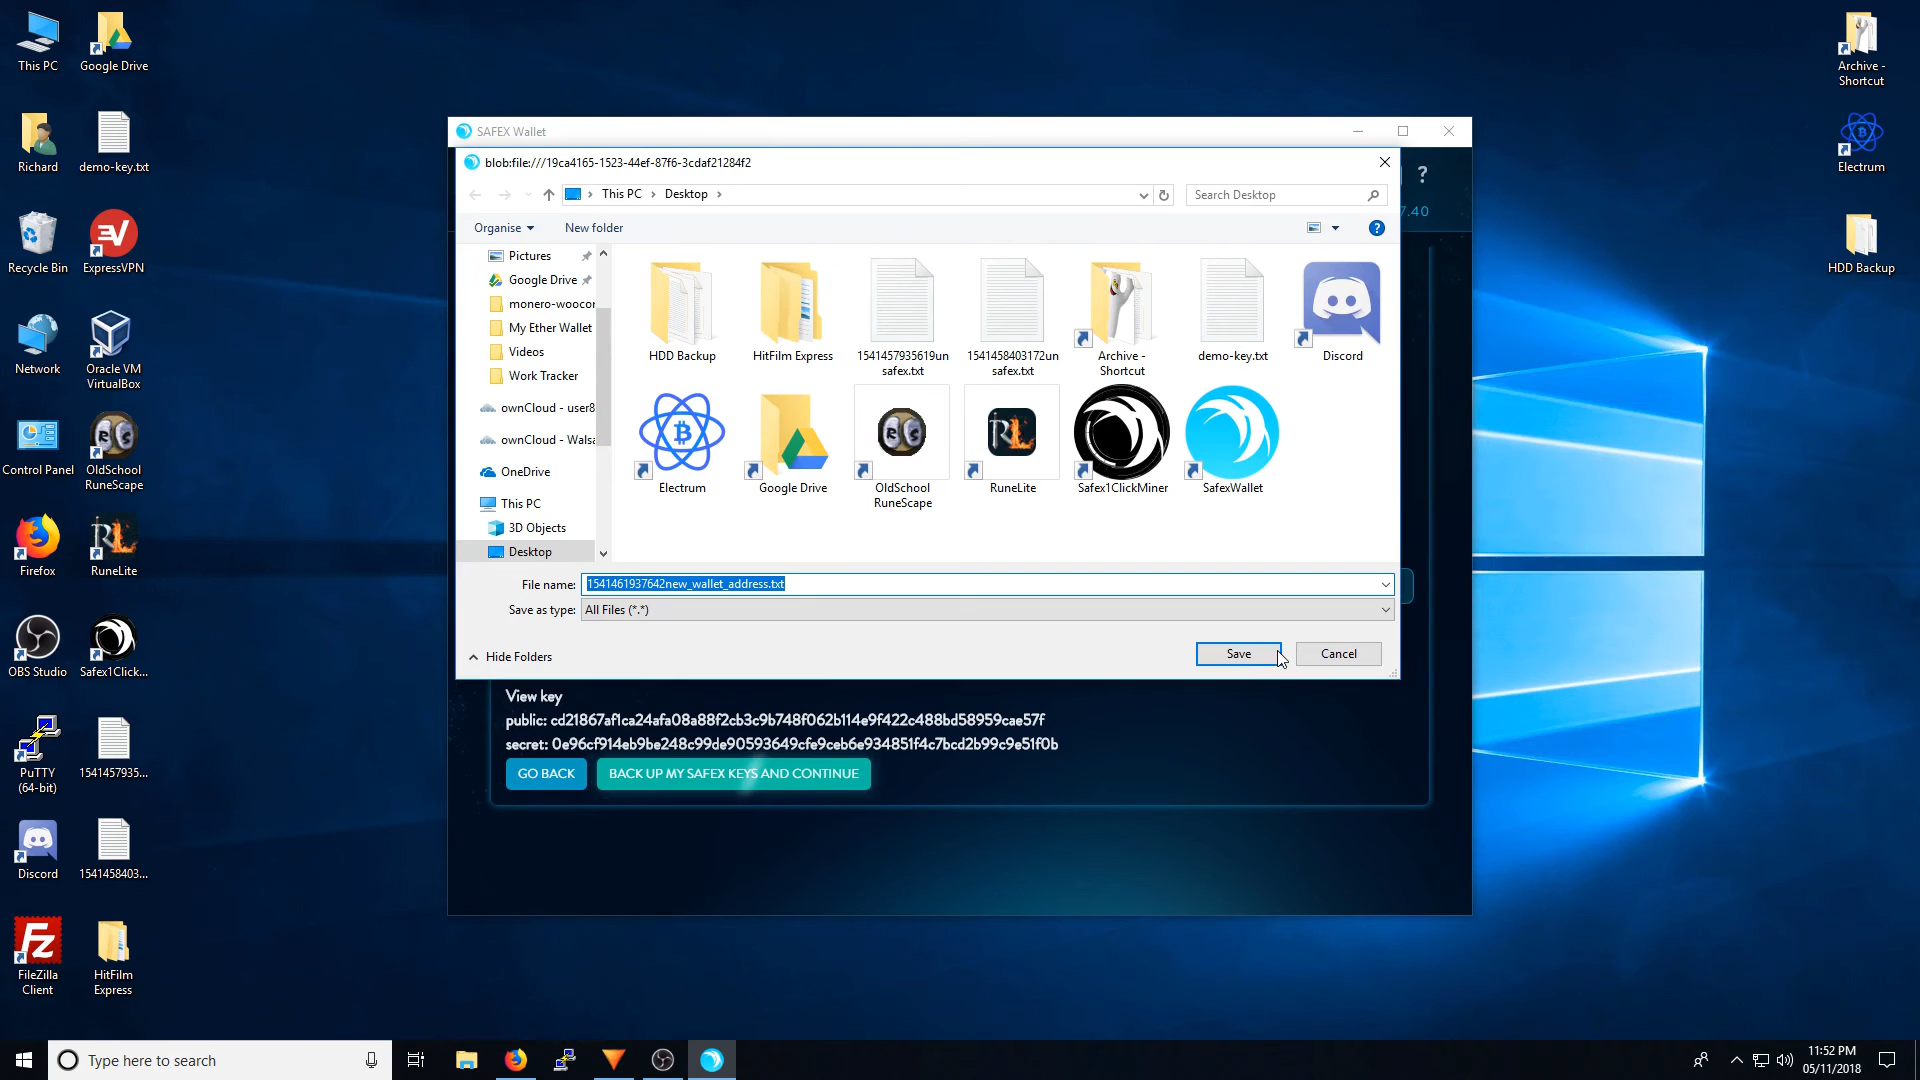 This PC
Google Drive
Richard
demo-key.txt
Recycle Bin
ExpressVPN
Network
Oracle VM
VirtualBox
Control Panel
OldSchool
RuneScape
Firefox
RuneLite
OBS Studio
Safex1Click...
PuTTY
(64-bit)
1541457935...
Discord
1541458403...
FileZilla
Client
HitFilm
Express
Archive -
Shortcut
Electrum
HDD Backup
SAFEX Wallet
blob:file:///19ca4165-1523-44ef-87f6-3cdaf21284f2
This PC
Desktop
Search Desktop
?
7.40
Organise
New folder
Pictures
Google Drive
monero-woocor
My Ether Wallet
Videos
Work Tracker
ownCloud - user8
ownCloud - Walsa
OneDrive
This PC
3D Objects
Desktop
HDD Backup
HitFilm Express
1541457935619un
safex.txt
1541458403172un
safex.txt
Archive -
Shortcut
demo-key.txt
Discord
Electrum
Google Drive
OldSchool
RuneScape
RuneLite
Safex1ClickMiner
SafexWallet
File name:
1541461937642new_wallet_address.txt
Save as type:
All Files (*.*)
Hide Folders
Save
Cancel
View key
public: cd21867af1ca24afa08a88f2cb3c9b748f062b114e9f422c488bd58959cae57f
secret: 0e96cf914eb9be248c99de90593649cfe9ceb6e934851f4c7bcd2b99c9e51f0b
GO BACK
BACK UP MY SAFEX KEYS AND CONTINUE
Type here to search
11:52 PM
05/11/2018